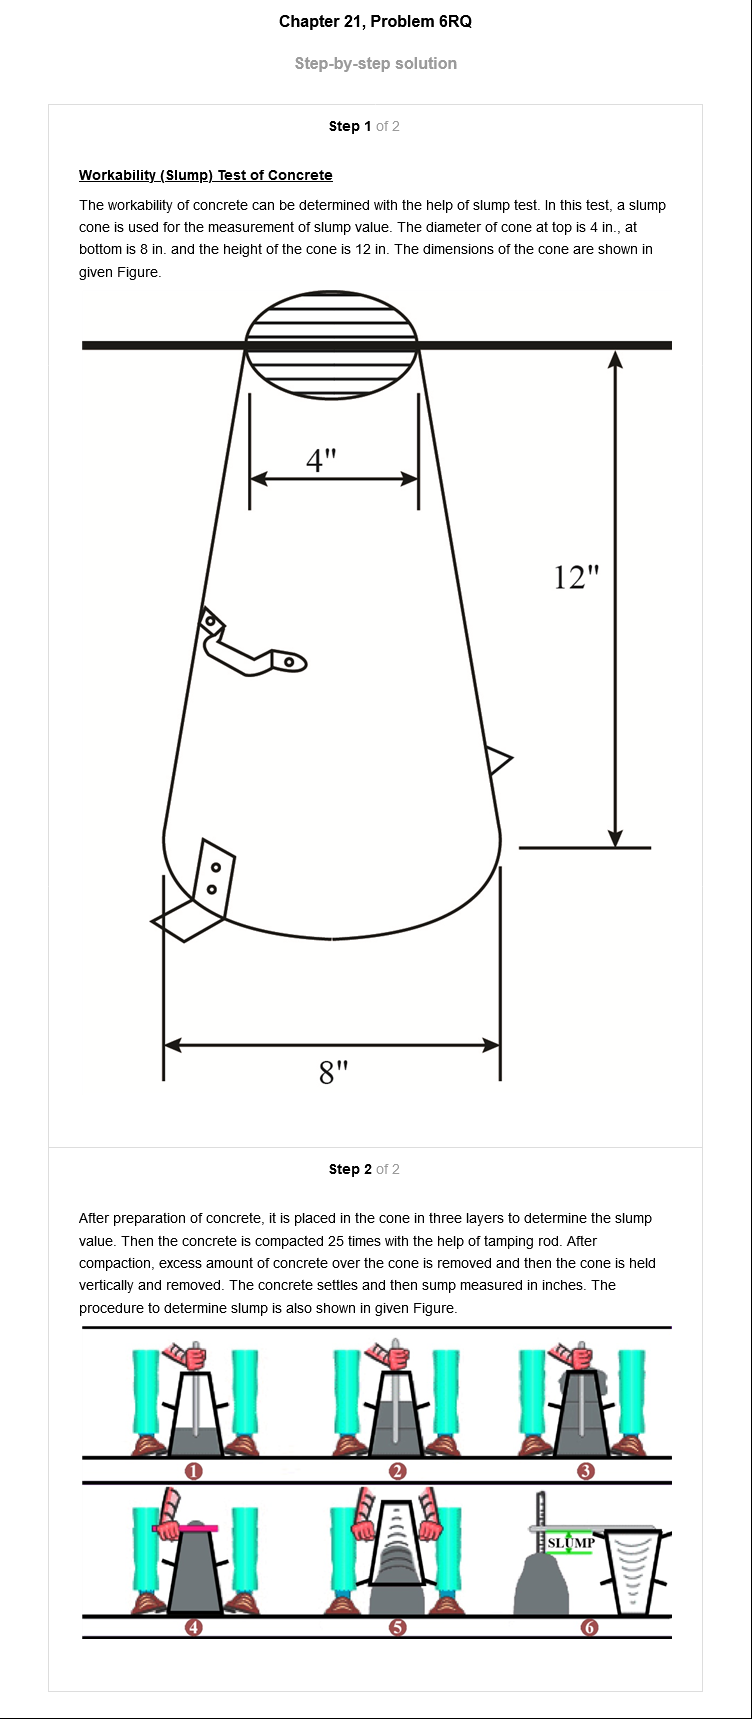 Chapter 21, Problem 6RQ
Step-by-step solution
Step 1 of 2
Workability (Slump) Test of Concrete
The workability of concrete can be determined with the help of slump test. In this test, a slump
cone is used for the measurement of slump value. The diameter of cone at top is 4 in., at
bottom is 8 in. and the height of the cone is 12 in. The dimensions of the cone are shown in
given Figure.
4"
12"
8"
Step 2 of 2
After preparation of concrete, it is placed in the cone in three layers to determine the slump
value. Then the concrete is compacted 25 times with the help of tamping rod. After
compaction, excess amount of concrete over the cone is removed and then the cone is held
vertically and removed. The concrete settles and then sump measured in inches. The
procedure to determine slump is also shown in given Figure.
1 2 3
SLUMP
4 5 6